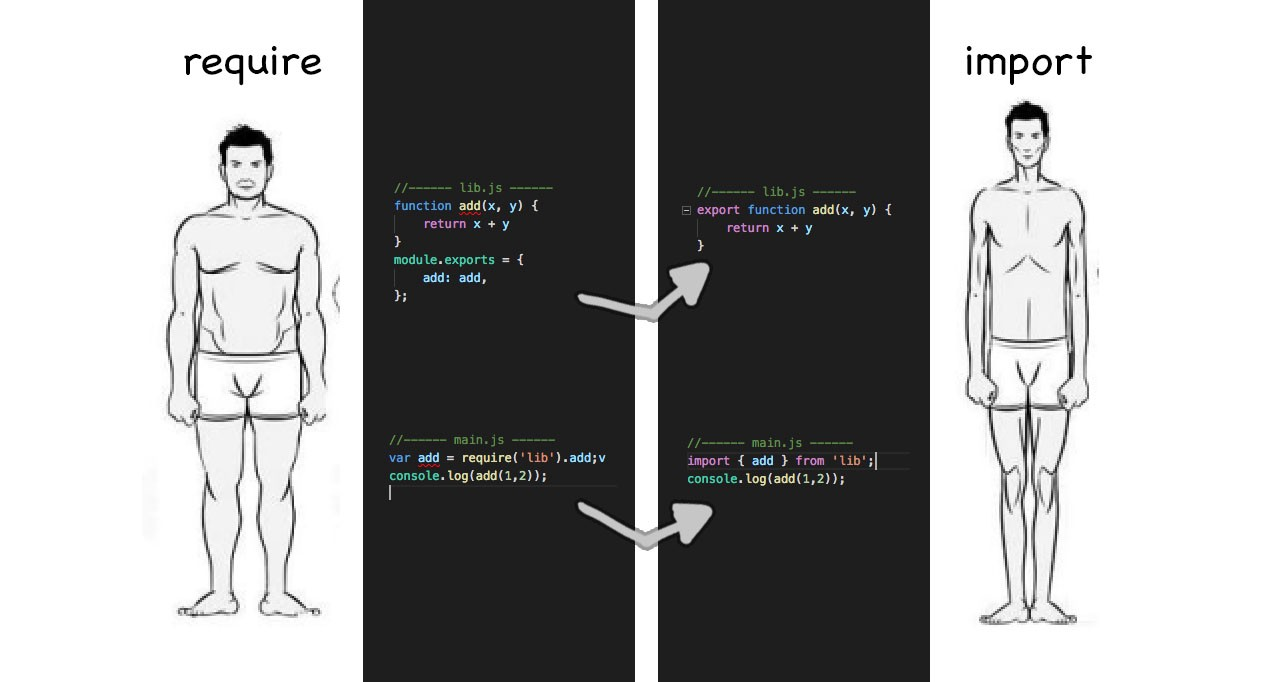 require
//------ lib.js ------
function add(x, y) {
return x + y
}
module.exports = {
add: add,
};
//------ main.js ------
var add = require('lib').add;v
console.log(add(1,2));
//------ lib.js ------
export function add(x, y) {
return x + y
}
//------ main.js ------
import { add } from 'lib';
console.log(add(1,2));
import